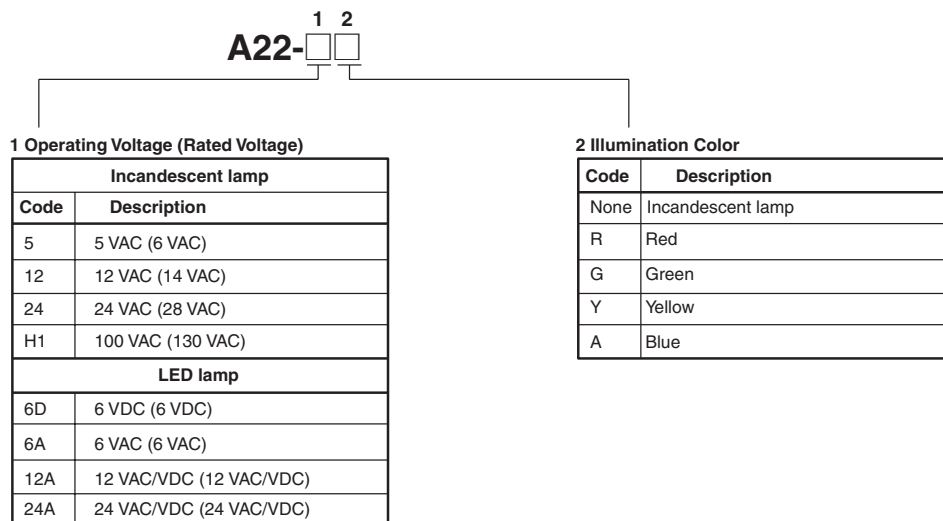 1 2
A22-
1 Operating Voltage (Rated Voltage)
Incandescent lamp
Code Description
5 5 VAC (6 VAC)
12 12 VAC (14 VAC)
24 24 VAC (28 VAC)
H1 100 VAC (130 VAC)
LED lamp
6D 6 VDC (6 VDC)
6A 6 VAC (6 VAC)
12A 12 VAC/VDC (12 VAC/VDC)
24A 24 VAC/VDC (24 VAC/VDC)
2 Illumination Color
Code Description
None Incandescent lamp
R Red
G Green
Y Yellow
A Blue